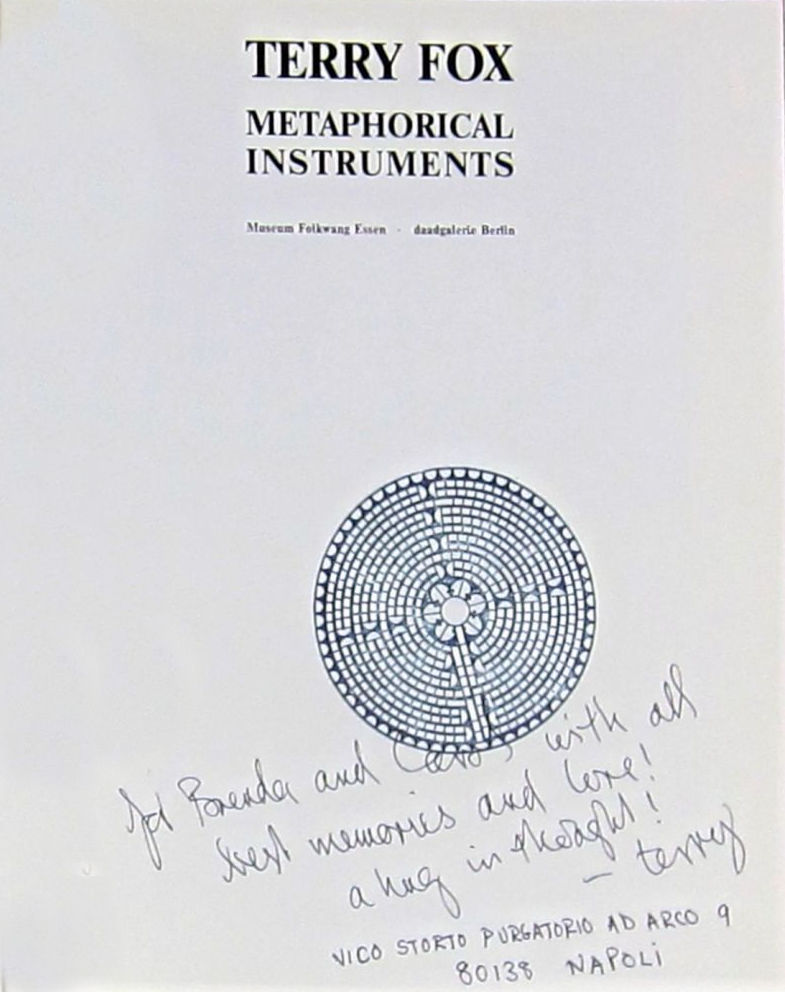 TERRY FOX
METAPHORICAL
INSTRUMENTS
Museum Folkwang Essen · daadgalerie Berlin
Brenda and with all
best memories and love!
a hug in thought!
– terry
VICO STORTO PURGATORIO AD ARCO 9
80138 NAPOLI